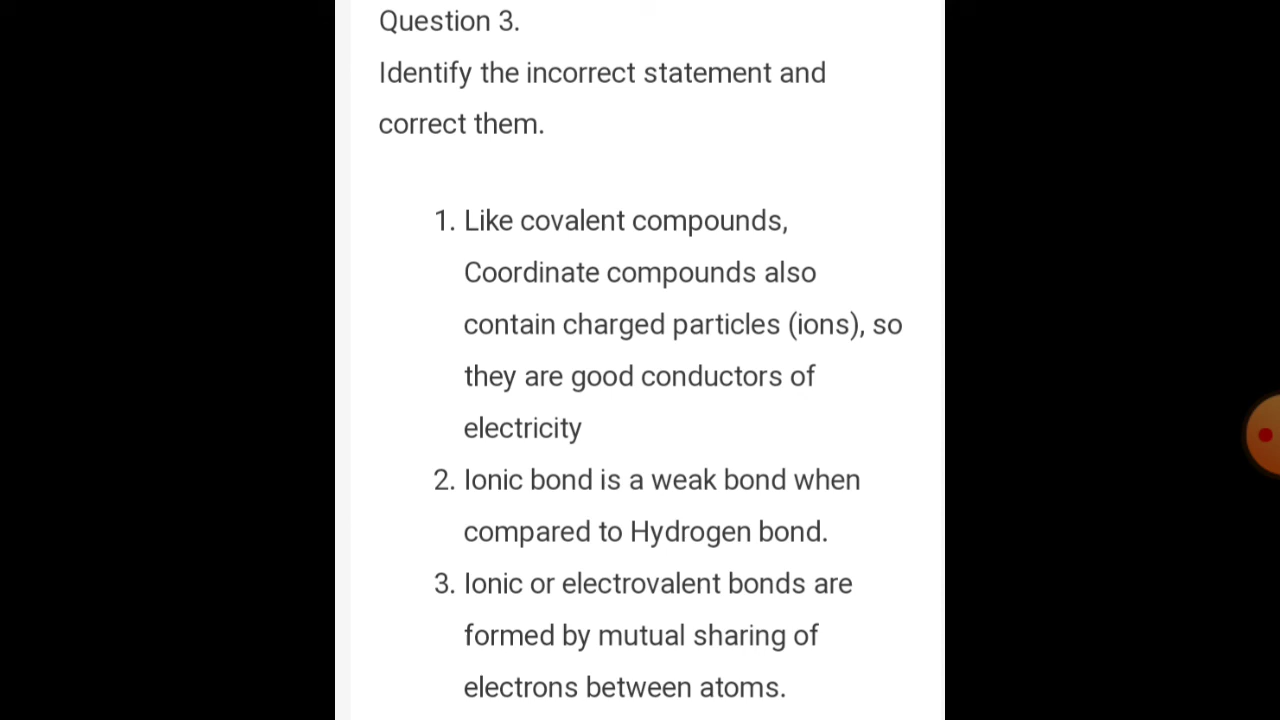 Question 3.
Identify the incorrect statement and
correct them.
1. Like covalent compounds,
Coordinate compounds also
contain charged particles (ions), so
they are good conductors of
electricity
2. Ionic bond is a weak bond when
compared to Hydrogen bond.
3. Ionic or electrovalent bonds are
formed by mutual sharing of
electrons between atoms.